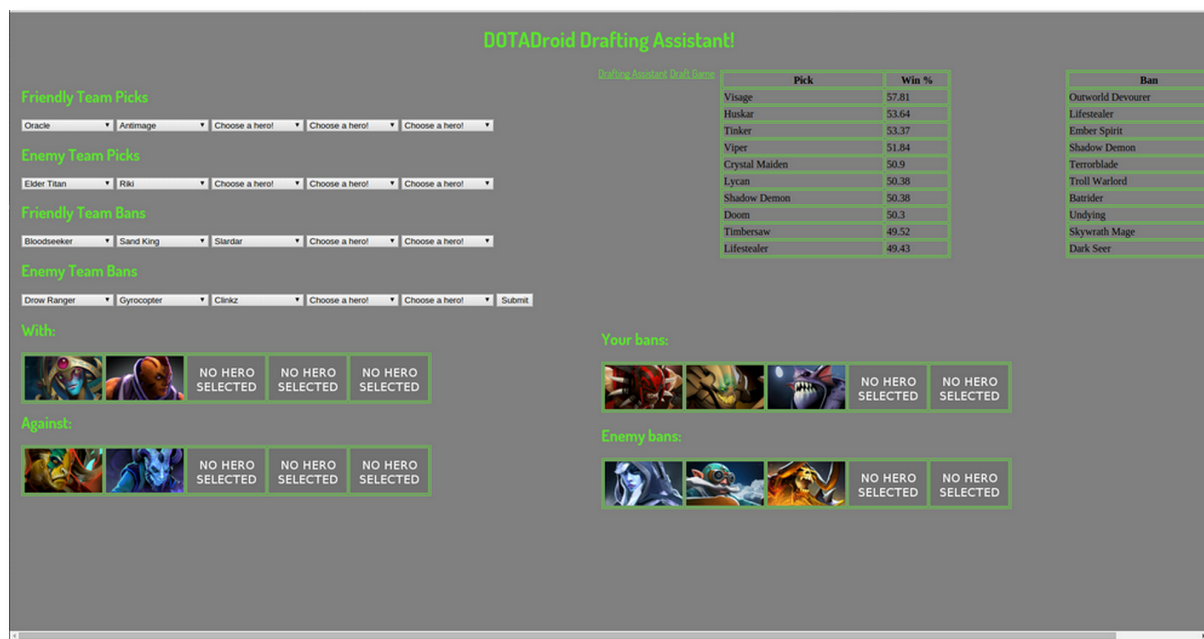 DOTADroid Drafting Assistant!
Drafting Assistant Draft Game
Friendly Team Picks
Oracle Antimage Choose a hero! Choose a hero! Choose a hero!
Enemy Team Picks
Elder Titan Riki Choose a hero! Choose a hero! Choose a hero!
Friendly Team Bans
Bloodseeker Sand King Slardar Choose a hero! Choose a hero!
Enemy Team Bans
Drow Ranger Gyrocopter Clinkz Choose a hero! Choose a hero! Submit
Pick Win %
Visage 57.81
Huskar 53.64
Tinker 53.37
Viper 51.84
Crystal Maiden 50.9
Lycan 50.38
Shadow Demon 50.38
Doom 50.3
Timbersaw 49.52
Lifestealer 49.43
Ban
Outworld Devourer
Lifestealer
Ember Spirit
Shadow Demon
Terrorblade
Troll Warlord
Batrider
Undying
Skywrath Mage
Dark Seer
With:
NO HERO NO HERO NO HERO
SELECTED SELECTED SELECTED
Against:
NO HERO NO HERO NO HERO
SELECTED SELECTED SELECTED
Your bans:
NO HERO NO HERO
SELECTED SELECTED
Enemy bans:
NO HERO NO HERO
SELECTED SELECTED